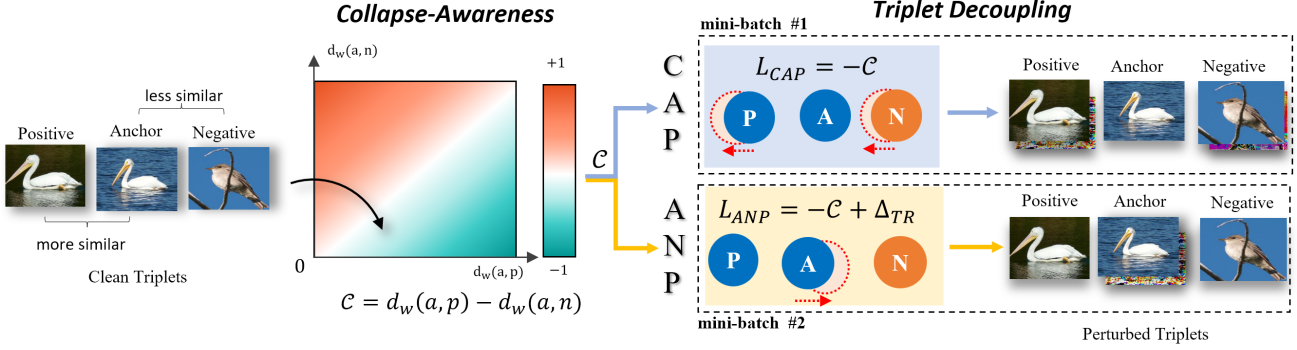 Collapse-Awareness
Triplet Decoupling
less similar
Positive
Anchor
Negative
more similar
Clean Triplets
d_w(a, n)
0
d_w(a, p)
+1
−1
𝒞 = d_w(a, p) − d_w(a, n)
𝒞
C
A
P
mini-batch #1
L_CAP = −𝒞
P
A
N
Positive
Anchor
Negative
A
N
P
L_ANP = −𝒞 + Δ_TR
P
A
N
Positive
Anchor
Negative
mini-batch #2
Perturbed Triplets